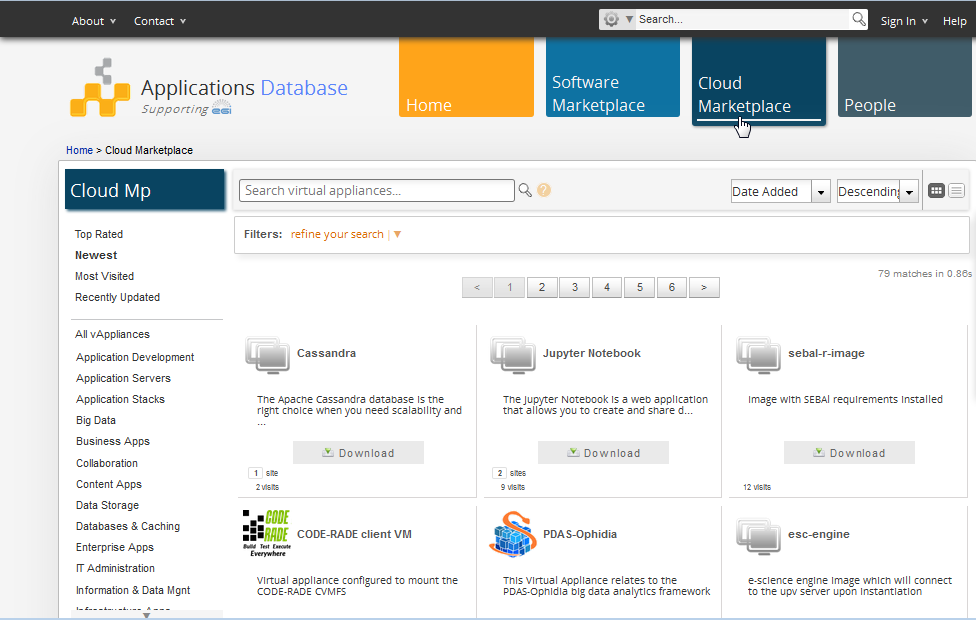 About
Contact
Search...
Sign In
Help
Applications Database
Supporting
Home
Software
Marketplace
Cloud
Marketplace
People
Home > Cloud Marketplace
Cloud Mp
Search virtual appliances...
?
Date Added
Descending
Top Rated
Newest
Most Visited
Recently Updated
All vAppliances
Application Development
Application Servers
Application Stacks
Big Data
Business Apps
Collaboration
Content Apps
Data Storage
Databases & Caching
Enterprise Apps
IT Administration
Information & Data Mgnt
Infrastructure Apps
Filters: refine your search |
79 matches in 0.86s
< 1 2 3 4 5 6 >
Cassandra
The Apache Cassandra database is the
right choice when you need scalability and
...
Download
1 site
2 visits
Jupyter Notebook
The Jupyter Notebook is a web application
that allows you to create and share d...
Download
2 sites
9 visits
sebal-r-image
Image with SEBAl requirements installed
Download
12 visits
CODE
RADE
Build Test Execute
Everywhere
CODE-RADE client VM
Virtual appliance configured to mount the
CODE-RADE CVMFS
PDAS-Ophidia
This Virtual Appliance relates to the
PDAS-Ophidia big data analytics framework
esc-engine
e-science engine image which will connect
to the upv server upon instantiation